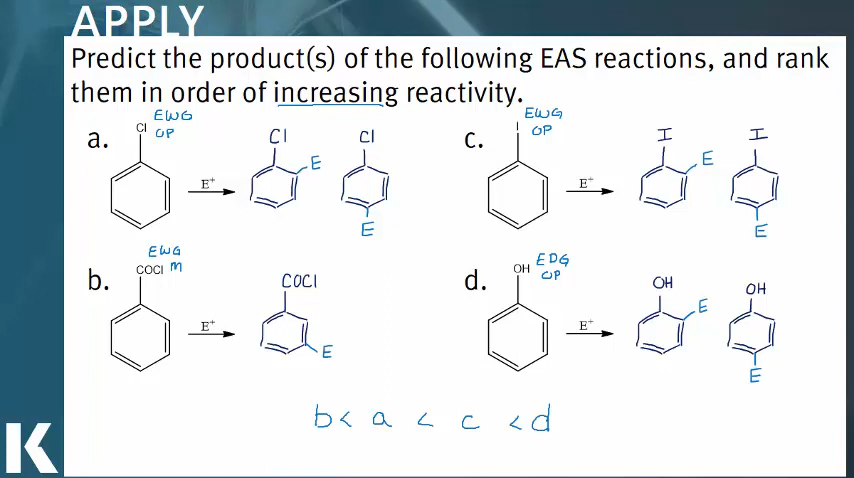 APPLY
Predict the product(s) of the following EAS reactions, and rank
them in order of increasing reactivity.
a.
Cl
EWG
OP
E⁺
Cl
E
Cl
E
c.
I
EWG
OP
E⁺
I
E
I
E
b.
COCl
EWG
M
E⁺
COCl
E
d.
OH
EDG
OP
E⁺
OH
E
OH
E
b < a < c < d
K